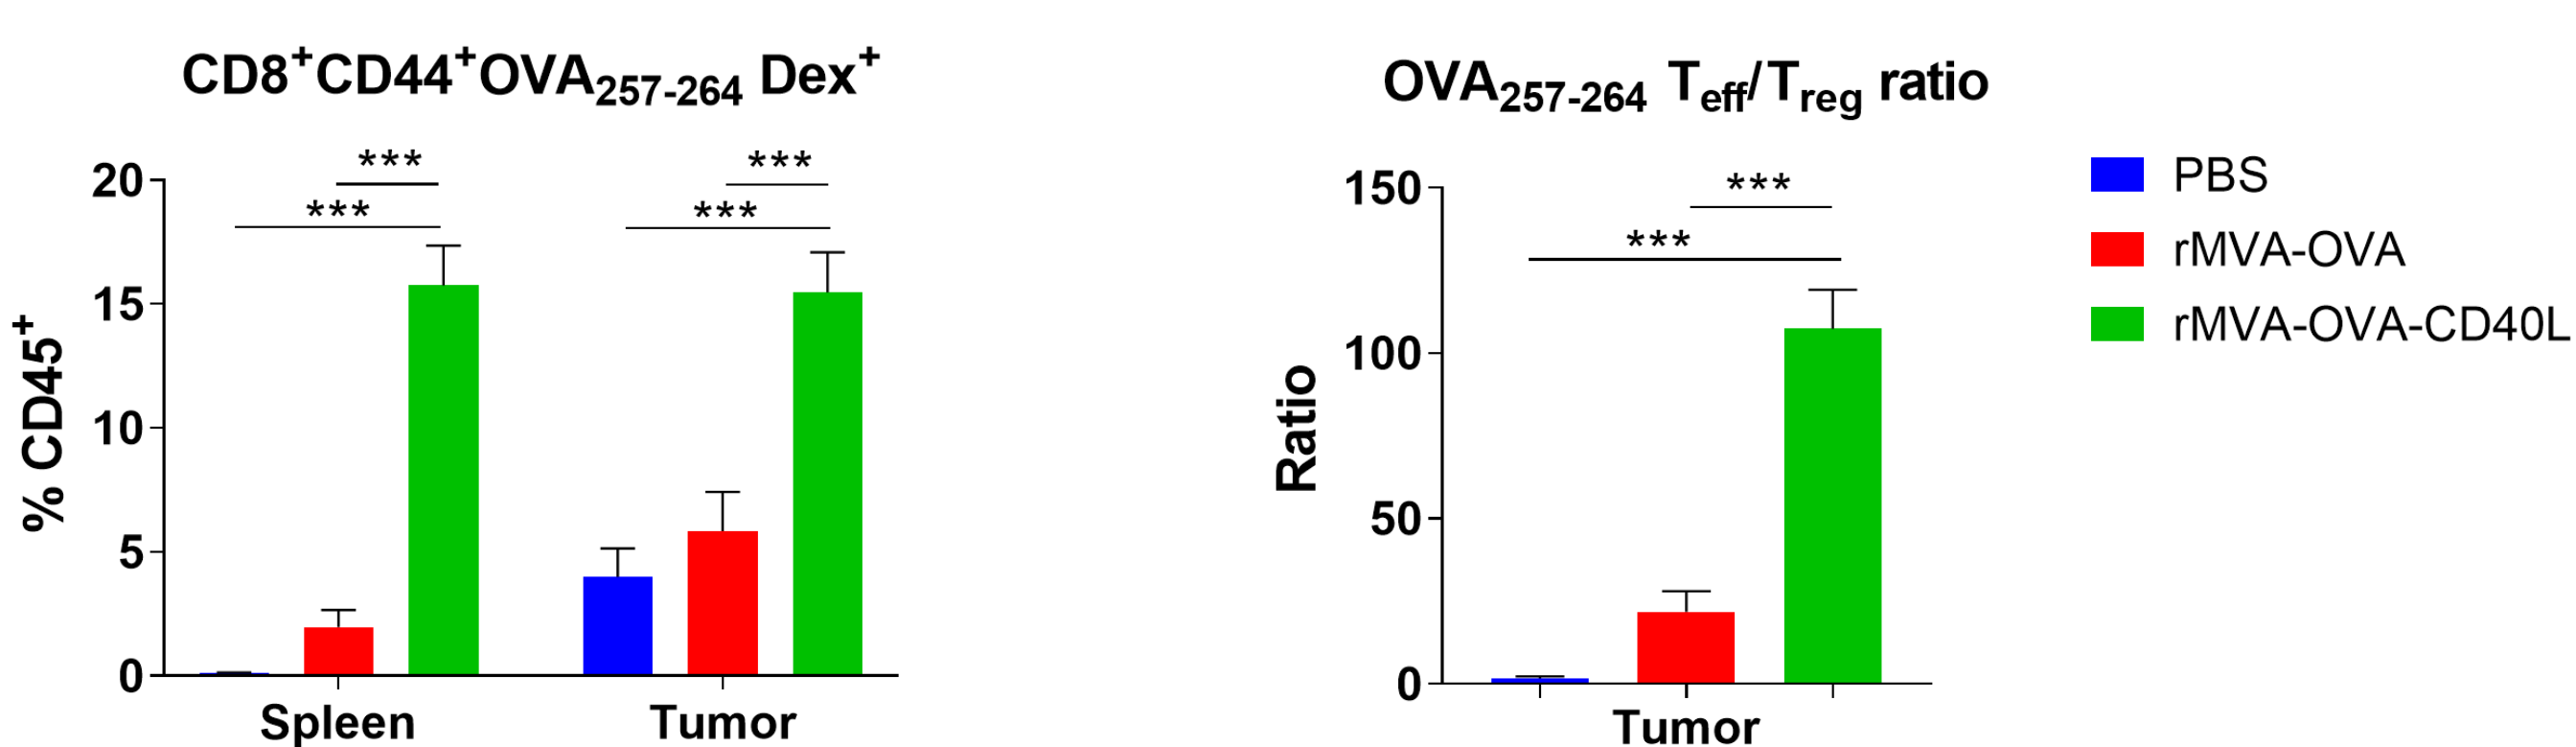 CD8+CD44+OVA257-264 Dex+
% CD45+
20
15
10
5
0
***
***
***
***
Spleen
Tumor
OVA257-264 Teff/Treg ratio
Ratio
150
100
50
0
***
***
Tumor
PBS
rMVA-OVA
rMVA-OVA-CD40L